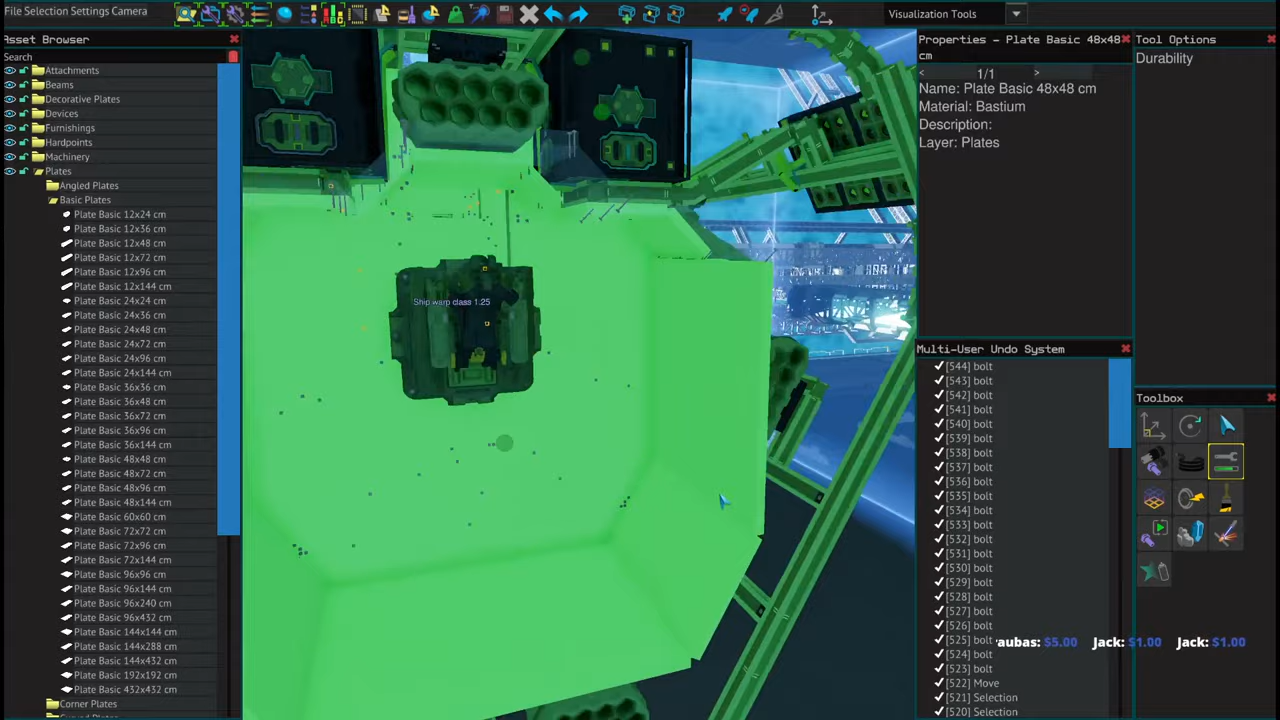 File Selection Settings Camera
Visualization Tools
Asset Browser
Search
Attachments
Beams
Decorative Plates
Devices
Furnishings
Hardpoints
Machinery
Plates
Angled Plates
Basic Plates
Plate Basic 12x24 cm
Plate Basic 12x36 cm
Plate Basic 12x48 cm
Plate Basic 12x72 cm
Plate Basic 12x96 cm
Plate Basic 12x144 cm
Plate Basic 24x24 cm
Plate Basic 24x36 cm
Plate Basic 24x48 cm
Plate Basic 24x72 cm
Plate Basic 24x96 cm
Plate Basic 24x144 cm
Plate Basic 36x36 cm
Plate Basic 36x48 cm
Plate Basic 36x72 cm
Plate Basic 36x96 cm
Plate Basic 36x144 cm
Plate Basic 48x48 cm
Plate Basic 48x72 cm
Plate Basic 48x96 cm
Plate Basic 48x144 cm
Plate Basic 60x60 cm
Plate Basic 72x72 cm
Plate Basic 72x96 cm
Plate Basic 72x144 cm
Plate Basic 96x96 cm
Plate Basic 96x144 cm
Plate Basic 96x240 cm
Plate Basic 96x432 cm
Plate Basic 144x144 cm
Plate Basic 144x288 cm
Plate Basic 144x432 cm
Plate Basic 192x192 cm
Plate Basic 432x432 cm
Corner Plates
Ship warp class 1.25
Properties - Plate Basic 48x48
cm
< 1/1 >
Name: Plate Basic 48x48 cm
Material: Bastium
Description:
Layer: Plates
Multi-User Undo System
[544] bolt
[543] bolt
[542] bolt
[541] bolt
[540] bolt
[539] bolt
[538] bolt
[537] bolt
[536] bolt
[535] bolt
[534] bolt
[533] bolt
[532] bolt
[531] bolt
[530] bolt
[529] bolt
[528] bolt
[527] bolt
[526] bolt
[525] bolt
[524] bolt
[523] bolt
[522] Move
[521] Selection
[520] Selection
Tool Options
Durability
Toolbox
aubas: $5.00 Jack: $1.00 Jack: $1.00